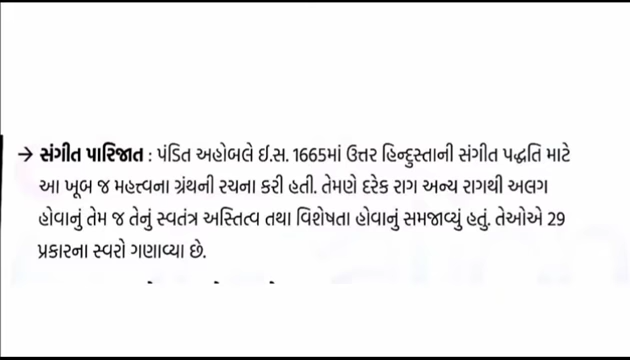 → સંગીત પારિજાત : પંડિત અહોબલે ઈ.સ. 1665માં ઉત્તર હિન્દુસ્તાની સંગીત પદ્ધતિ માટે
આ ખૂબ જ મહત્ત્વના ગ્રંથની રચના કરી હતી. તેમણે દરેક રાગ અન્ય રાગથી અલગ
હોવાનું તેમ જ તેનું સ્વતંત્ર અસ્તિત્વ તથા વિશેષતા હોવાનું સમજાવ્યું હતું. તેઓએ 29
પ્રકારના સ્વરો ગણાવ્યા છે.